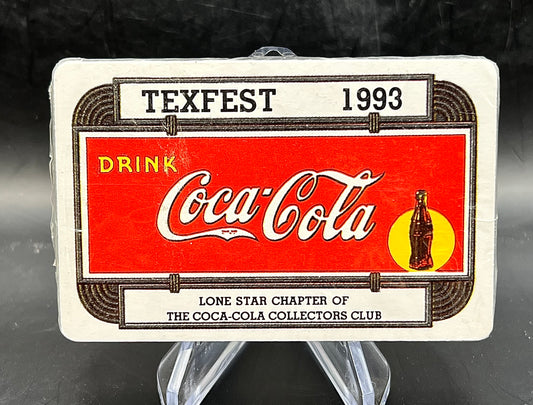 TEXFEST 1993
DRINK
Coca-Cola
LONE STAR CHAPTER OF
THE COCA-COLA COLLECTORS CLUB